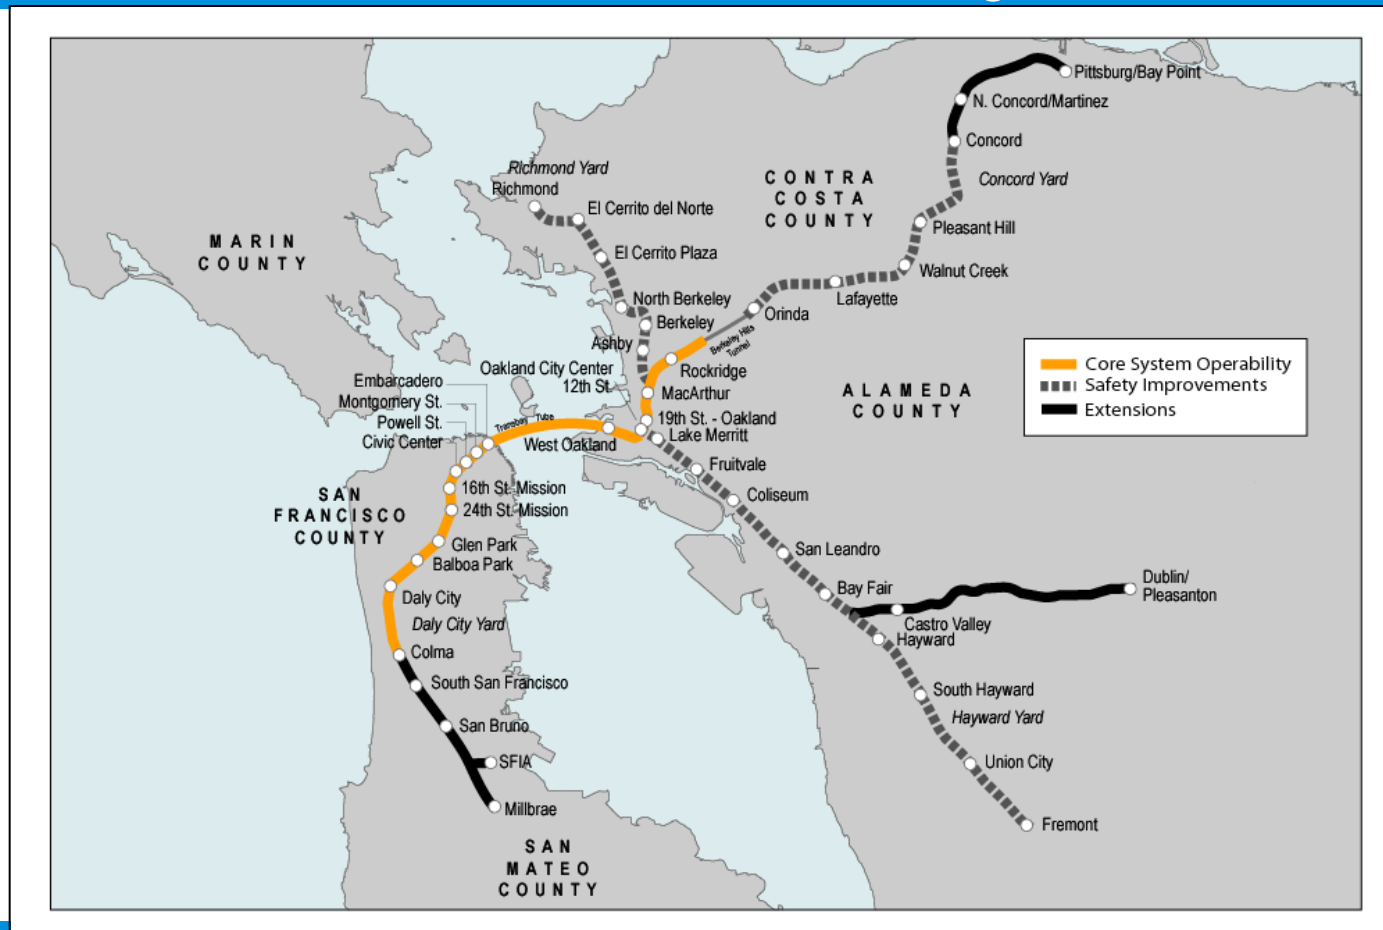 Pittsburg/Bay Point
N. Concord/Martinez
Concord
Concord Yard
CONTRA
COSTA
COUNTY
Richmond Yard
Richmond
El Cerrito del Norte
Pleasant Hill
MARIN
COUNTY
El Cerrito Plaza
Walnut Creek
Lafayette
North Berkeley
Orinda
Berkeley
Berkeley Hills
Tunnel
Ashby
Rockridge
Core System Operability
Safety Improvements
Extensions
Oakland City Center
12th St.
Embarcadero
MacArthur
ALAMEDA
COUNTY
Montgomery St.
Powell St.
Transbay Tube
19th St. - Oakland
Civic Center
West Oakland
Lake Merritt
Fruitvale
16th St. Mission
Coliseum
SAN
FRANCISCO
COUNTY
24th St. Mission
Glen Park
San Leandro
Balboa Park
Bay Fair
Dublin/
Pleasanton
Daly City
Castro Valley
Daly City Yard
Hayward
Colma
South San Francisco
South Hayward
Hayward Yard
San Bruno
SFIA
Union City
Millbrae
Fremont
SAN
MATEO
COUNTY